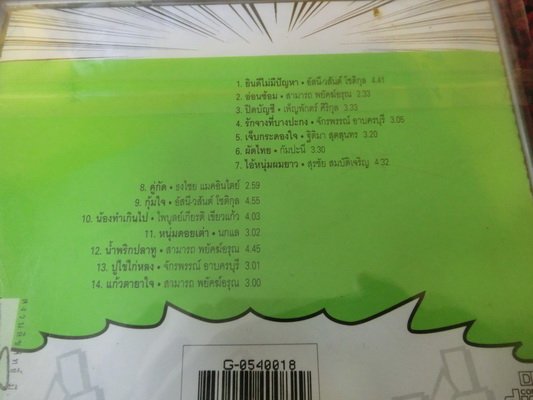 1. อินดีไม่มีปัญหา • อัสนี-วสันต์ โชติกุล 4.41
2. อ่อนซ้อม • สามารถ พยัคฆ์อรุณ 2.33
3. ปิดบัญชี • เพ็ญพักตร์ ศิริกุล 3.33
4. รักจางที่บางปะกง • จักรพรรณ์ อาบครบุรี 3.05
5. เจ็บกระดองใจ • ฐิติมา สุตสุนทร 3.20
6. ผัดไทย • กัมปะนี 3.30
7. ไอ้หนุ่มผมยาว • สุรชัย สมบัติเจริญ 4.32
8. คู่กัด • ธงไชย แมคอินไตย์ 2.59
9. กุ้มใจ • อัสนี-วสันต์ โชติกุล 4.55
10. น้องทำเกินไป • ไพบูลย์เกียรติ เขียวแก้ว 4.03
11. หนุ่มดอยเต่า • นกแล 3.02
12. น้ำพริกปลาทู • สามารถ พยัคฆ์อรุณ 4.45
13. ปูไข่ไก่หลง • จักรพรรณ์ อาบครบุรี 3.01
14. แก้วตายาใจ • สามารถ พยัคฆ์อรุณ 3.00
G-0540018